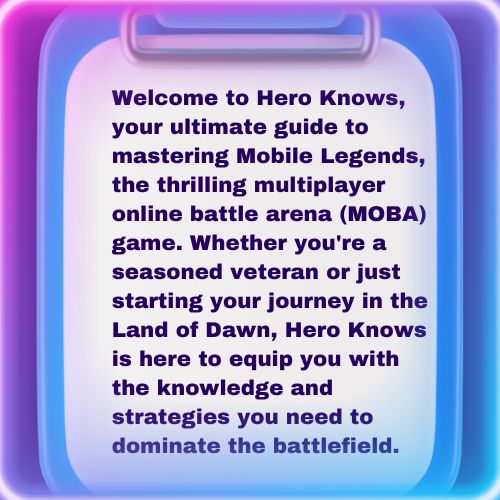 Welcome to Hero Knows,
your ultimate guide to
mastering Mobile Legends,
the thrilling multiplayer
online battle arena (MOBA)
game. Whether you're a
seasoned veteran or just
starting your journey in the
Land of Dawn, Hero Knows
is here to equip you with
the knowledge and
strategies you need to
dominate the battlefield.